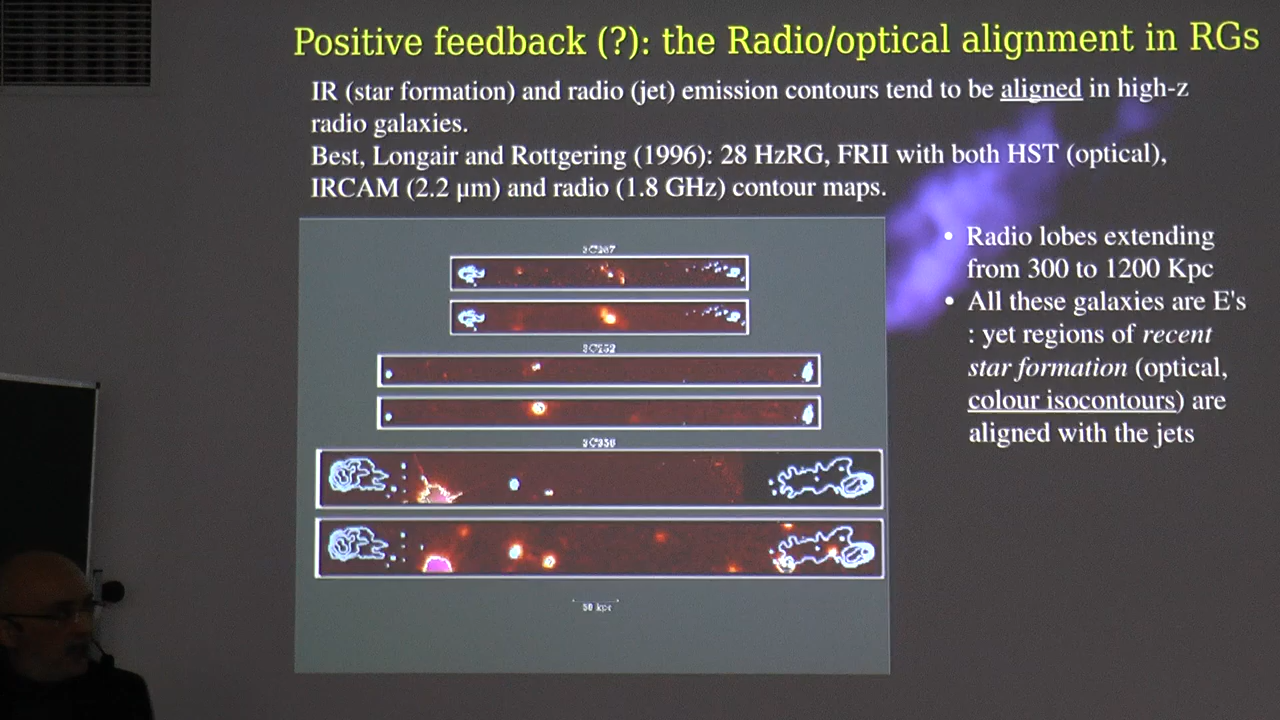 Positive feedback (?): the Radio/optical alignment in RGs
IR (star formation) and radio (jet) emission contours tend to be aligned in high-z
radio galaxies.
Best, Longair and Rottgering (1996): 28 HzRG, FRII with both HST (optical),
IRCAM (2.2 μm) and radio (1.8 GHz) contour maps.
3C267
3C252
3C356
50 kpc
• Radio lobes extending
from 300 to 1200 Kpc
• All these galaxies are E's
: yet regions of recent
star formation (optical,
colour isocontours) are
aligned with the jets